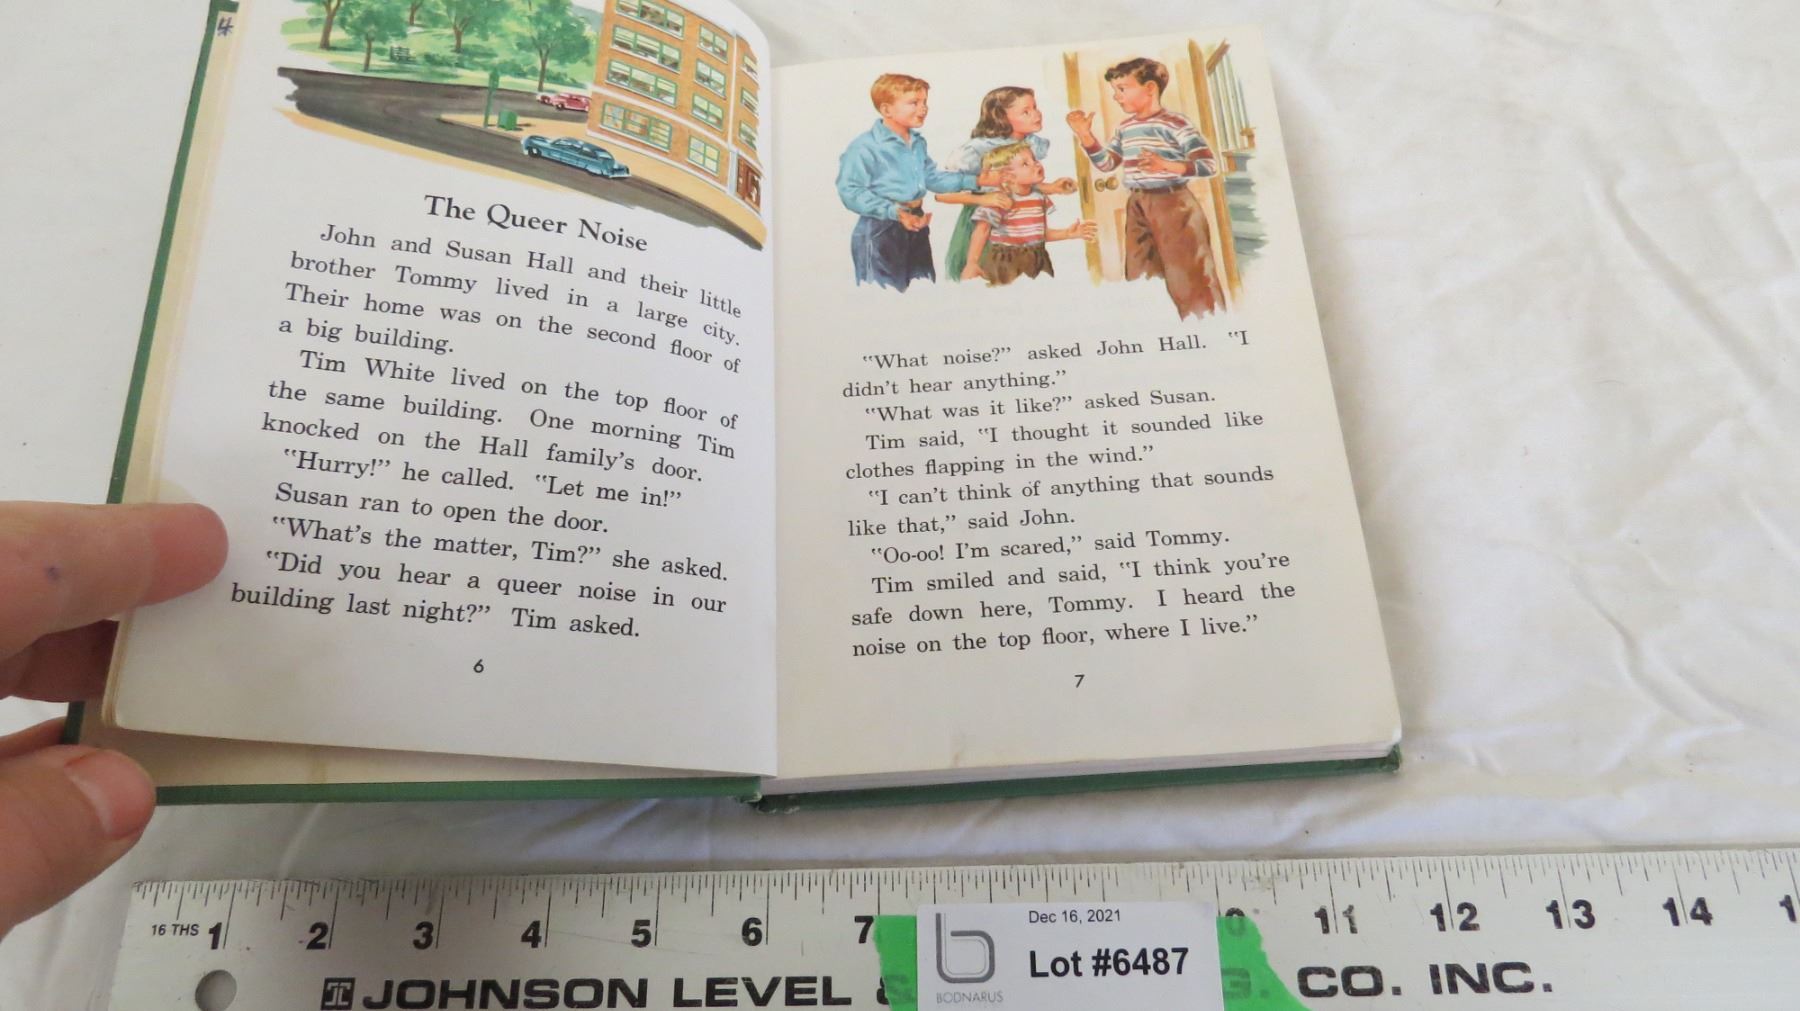 4
The Queer Noise
John and Susan Hall and their little
brother Tommy lived in a large city.
Their home was on the second floor of
a big building.
Tim White lived on the top floor of
the same building. One morning Tim
knocked on the Hall family's door.
"Hurry!" he called. "Let me in!"
Susan ran to open the door.
"What's the matter, Tim?" she asked.
"Did you hear a queer noise in our
building last night?" Tim asked.
6
"What noise?" asked John Hall. "I
didn't hear anything."
"What was it like?" asked Susan.
Tim said, "I thought it sounded like
clothes flapping in the wind."
"I can't think of anything that sounds
like that," said John.
"Oo-oo! I'm scared," said Tommy.
Tim smiled and said, "I think you're
safe down here, Tommy. I heard the
noise on the top floor, where I live."
7
16 THS 1 2 3 4 5 6 7 11 12 13 14
JOHNSON LEVEL & G. CO. INC.
Dec 16, 2021
Lot #6487
BODNARUS